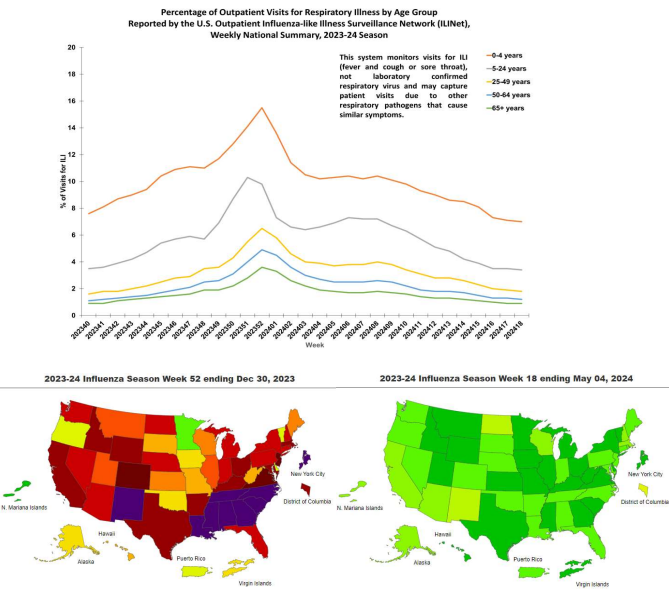 Percentage of Outpatient Visits for Respiratory Illness by Age Group
Reported by the U.S. Outpatient Influenza-like Illness Surveillance Network (ILINet),
Weekly National Summary, 2023-24 Season
This system monitors visits for ILI
(fever and cough or sore throat),
not laboratory confirmed
respiratory virus and may capture
patient visits due to other
respiratory pathogens that cause
similar symptoms.
0-4 years
5-24 years
25-49 years
50-64 years
65+ years
% of Visits for ILI
20
18
16
14
12
10
8
6
4
2
0
202340
202341
202342
202343
202344
202345
202346
202347
202348
202349
202350
202351
202352
202401
202402
202403
202404
202405
202406
202407
202408
202409
202410
202411
202412
202413
202414
202415
202416
202417
202418
Week
2023-24 Influenza Season Week 52 ending Dec 30, 2023
New York City
District of Columbia
N. Mariana Islands
Hawaii
Alaska
Puerto Rico
Virgin Islands
2023-24 Influenza Season Week 18 ending May 04, 2024
New York City
District of Columbia
N. Mariana Islands
Hawaii
Alaska
Puerto Rico
Virgin Islands